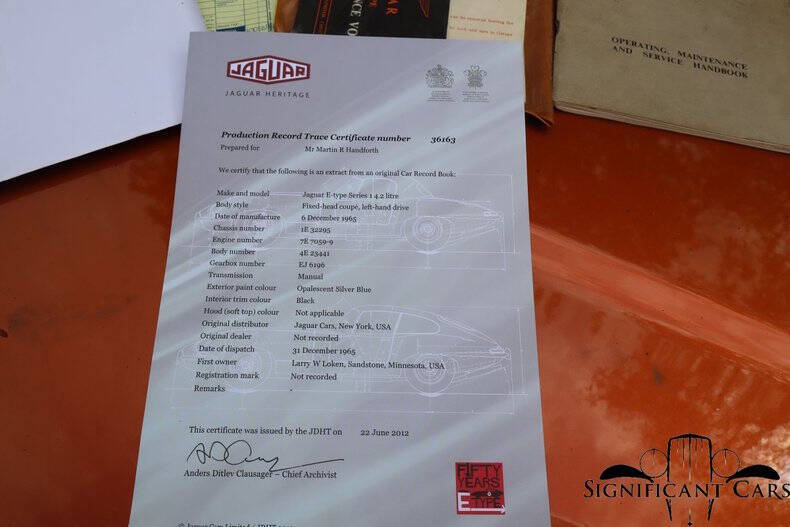 OPERATING, MAINTENANCE
AND SERVICE HANDBOOK
JAGUAR
JAGUAR HERITAGE
Production Record Trace Certificate number 36163
Prepared for Mr Martin R Handforth
We certify that the following is an extract from an original Car Record Book:
Make and model Jaguar E-type Series 1 4.2 litre
Body style Fixed-head coupé, left-hand drive
Date of manufacture 6 December 1965
Chassis number 1E 32295
Engine number 7E 7059-9
Body number 4E 23441
Gearbox number EJ 6196
Transmission Manual
Exterior paint colour Opalescent Silver Blue
Interior trim colour Black
Hood (soft top) colour Not applicable
Original distributor Jaguar Cars, New York, USA
Original dealer Not recorded
Date of dispatch 31 December 1965
First owner Larry W Loken, Sandstone, Minnesota, USA
Registration mark Not recorded
Remarks -
This certificate was issued by the JDHT on 22 June 2012
Anders Ditlev Clausager – Chief Archivist
FIFTY
YEARS
E TYPE
SIGNIFICANT CARS